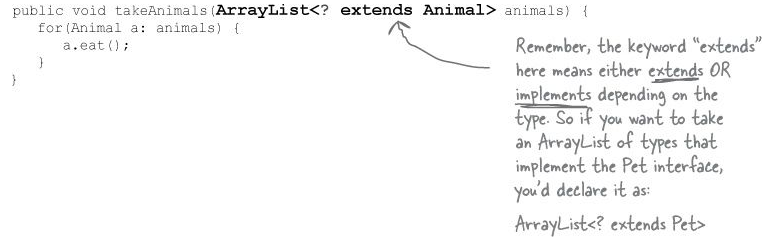 public void takeAnimals(ArrayList<? extends Animal> animals) {
for(Animal a: animals) {
a.eat();
}
}
Remember, the keyword "extends"
here means either extends OR
implements depending on the
type. So if you want to take
an ArrayList of types that
implement the Pet interface,
you'd declare it as:
ArrayList<? extends Pet>